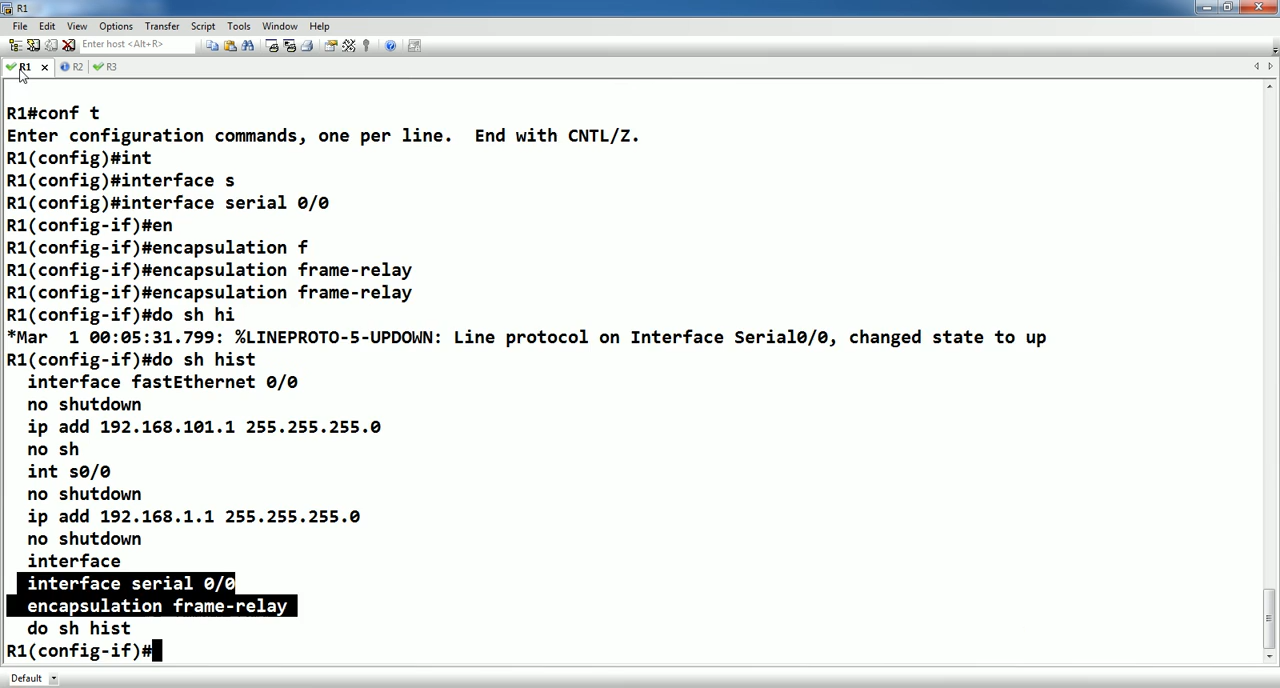 R1
File Edit View Options Transfer Script Tools Window Help
Enter host <Alt+R>
R1 R2 R3
R1#conf t
Enter configuration commands, one per line.  End with CNTL/Z.
R1(config)#int
R1(config)#interface s
R1(config)#interface serial 0/0
R1(config-if)#en
R1(config-if)#encapsulation f
R1(config-if)#encapsulation frame-relay
R1(config-if)#encapsulation frame-relay
R1(config-if)#do sh hi
*Mar  1 00:05:31.799: %LINEPROTO-5-UPDOWN: Line protocol on Interface Serial0/0, changed state to up
R1(config-if)#do sh hist
  interface fastEthernet 0/0
  no shutdown
  ip add 192.168.101.1 255.255.255.0
  no sh
  int s0/0
  no shutdown
  ip add 192.168.1.1 255.255.255.0
  no shutdown
  interface
  interface serial 0/0
  encapsulation frame-relay
  do sh hist
R1(config-if)#
Default